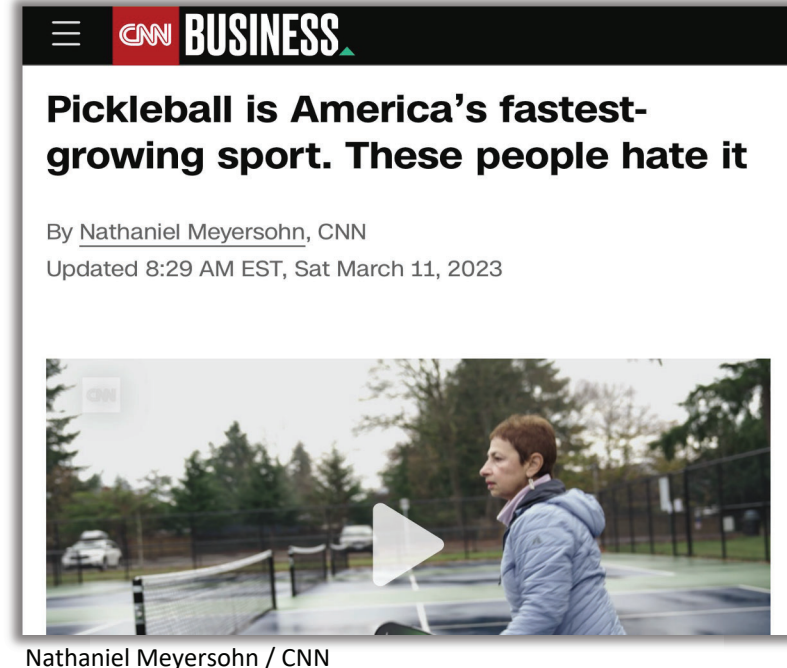 CNN BUSINESS
Pickleball is America’s fastest-
growing sport. These people hate it
By Nathaniel Meyersohn, CNN
Updated 8:29 AM EST, Sat March 11, 2023
CNN
Nathaniel Meyersohn / CNN